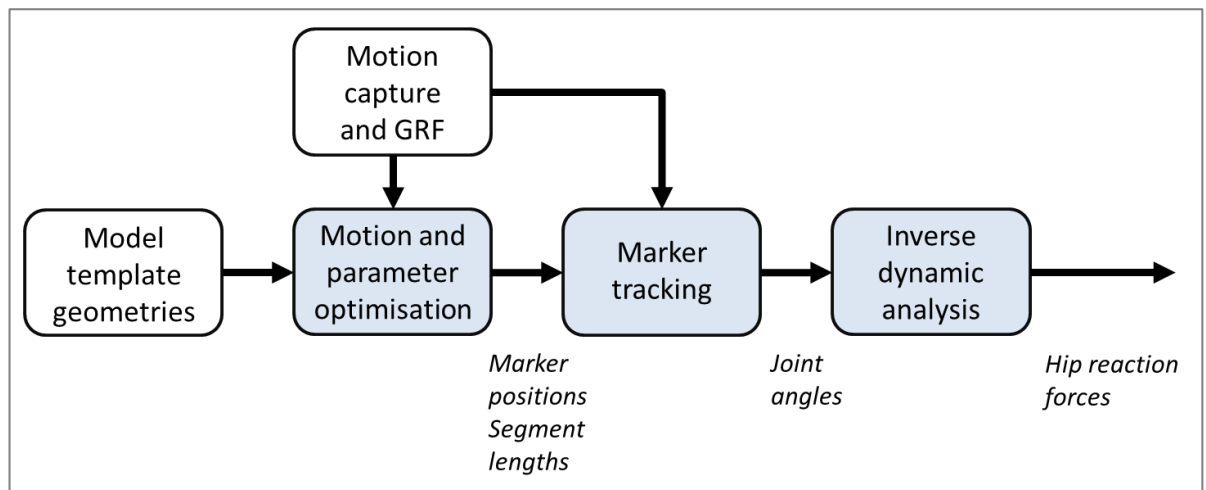 Motion
capture
and GRF
Model
template
geometries
Motion and
parameter
optimisation
Marker
tracking
Inverse
dynamic
analysis
Marker
positions
Segment
lengths
Joint
angles
Hip reaction
forces